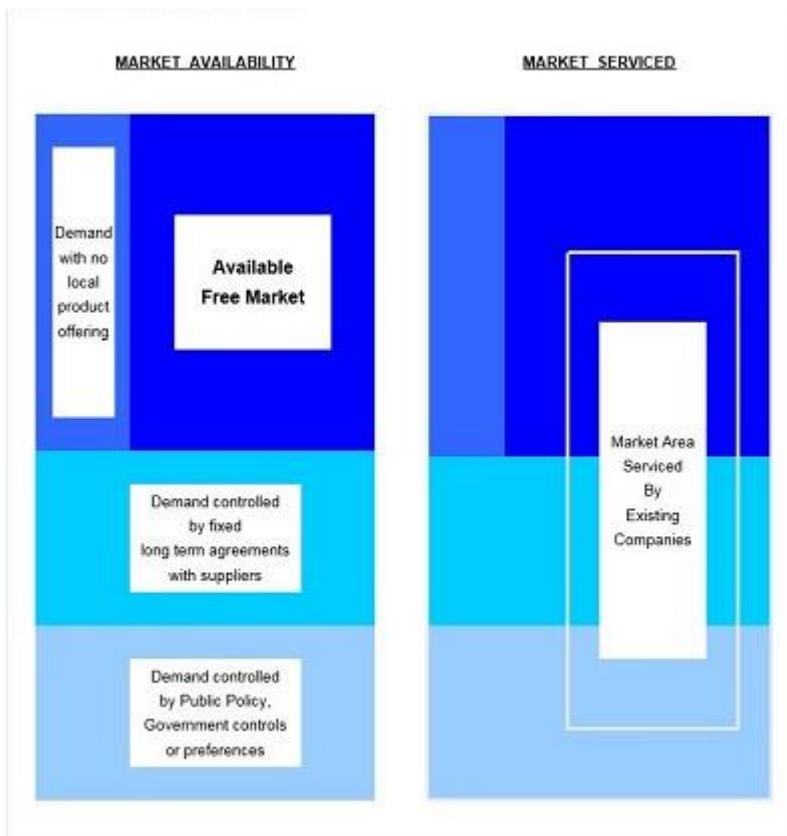 MARKET AVAILABILITY
Demand
with no
local
product
offering
Available
Free Market
Demand controlled
by fixed
long term agreements
with suppliers
Demand controlled
by Public Policy,
Government controls
or preferences
MARKET SERVICED
Market Area
Serviced
By
Existing
Companies